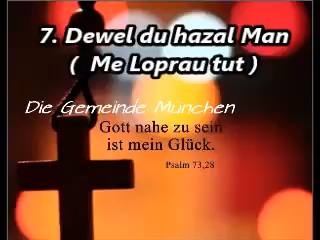 7. Dewel du hazal Man
( Me Loprau tut )
Die Gemeinde München
Gott nahe zu sein
ist mein Glück.
Psalm 73,28